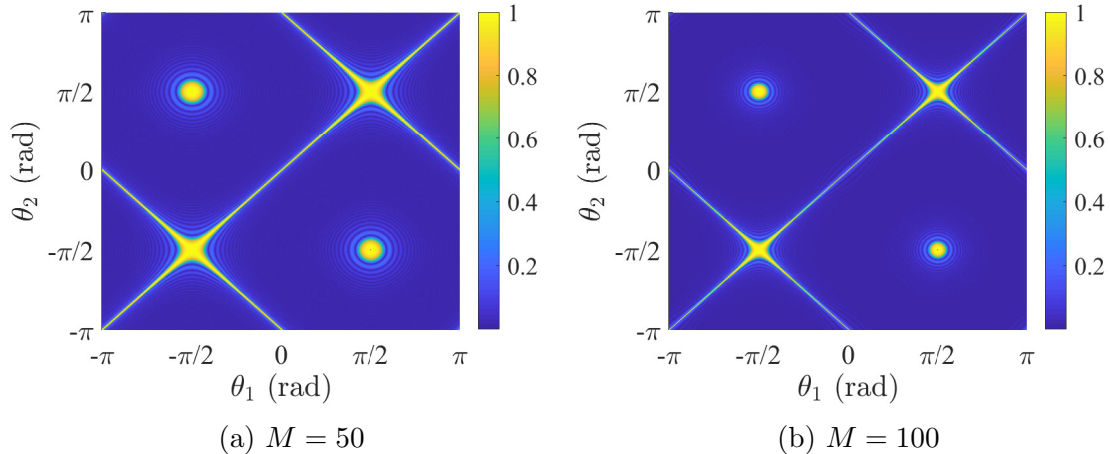 π
π/2
0
-π/2
-π
θ₂ (rad)
-π
-π/2
0
π/2
π
θ₁ (rad)
1
0.8
0.6
0.4
0.2
(a) M = 50
π
π/2
0
-π/2
-π
θ₂ (rad)
-π
-π/2
0
π/2
π
θ₁ (rad)
1
0.8
0.6
0.4
0.2
(b) M = 100